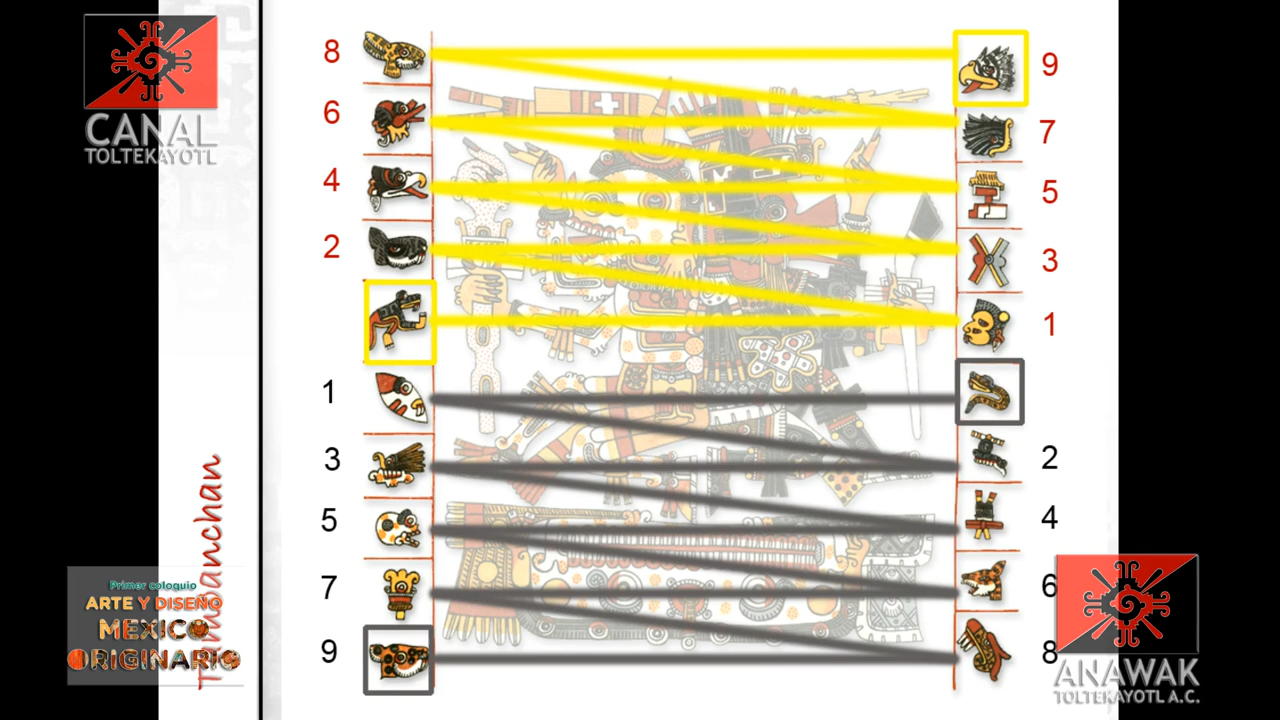 CANAL
TOLTEKAYOTL
8
6
4
2
1
3
5
7
9
9
7
5
3
1
2
4
6
8
Tamoanchan
Primer coloquio
ARTE Y DISEÑO
MEXICO
ORIGINARIO
ANAWAK
TOLTEKAYOTL A.C.